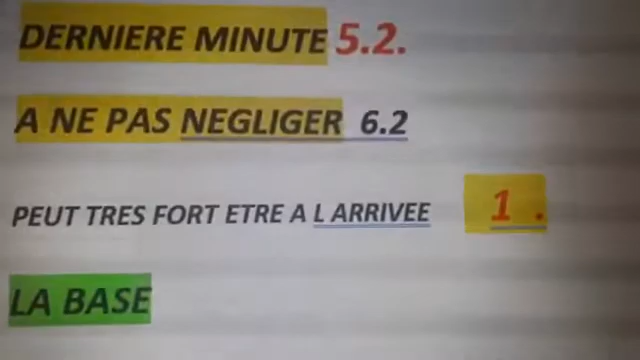 DERNIERE MINUTE 5.2.
A NE PAS NEGLIGER 6.2
PEUT TRES FORT ETRE A L ARRIVEE 1 .
LA BASE